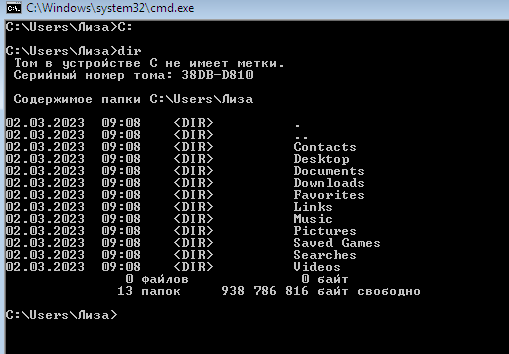 C:\Windows\system32\cmd.exe
C:\Users\Лиза>C:
C:\Users\Лиза>dir
Том в устройстве C не имеет метки.
Серийный номер тома: 38DB-D810
Содержимое папки C:\Users\Лиза
02.03.2023 09:08 <DIR> .
02.03.2023 09:08 <DIR> ..
02.03.2023 09:08 <DIR> Contacts
02.03.2023 09:08 <DIR> Desktop
02.03.2023 09:08 <DIR> Documents
02.03.2023 09:08 <DIR> Downloads
02.03.2023 09:08 <DIR> Favorites
02.03.2023 09:08 <DIR> Links
02.03.2023 09:08 <DIR> Music
02.03.2023 09:08 <DIR> Pictures
02.03.2023 09:08 <DIR> Saved Games
02.03.2023 09:08 <DIR> Searches
02.03.2023 09:08 <DIR> Videos
0 файлов 0 байт
13 папок 938 786 816 байт свободно
C:\Users\Лиза>